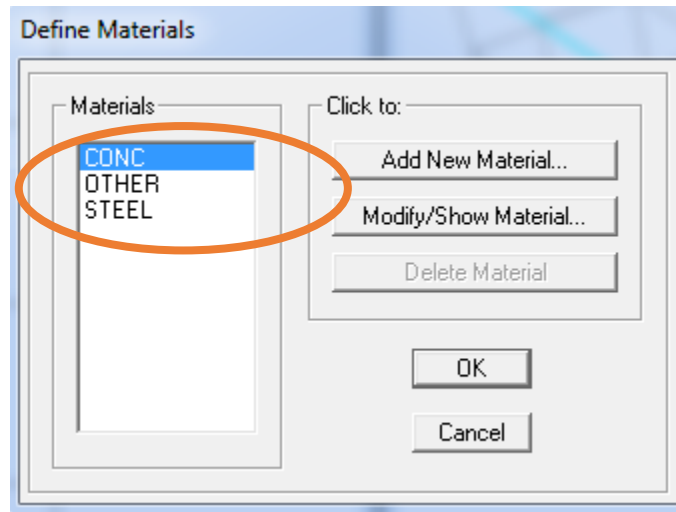 Define Materials
Materials
CONC
OTHER
STEEL
Click to:
Add New Material...
Modify/Show Material...
Delete Material
OK
Cancel